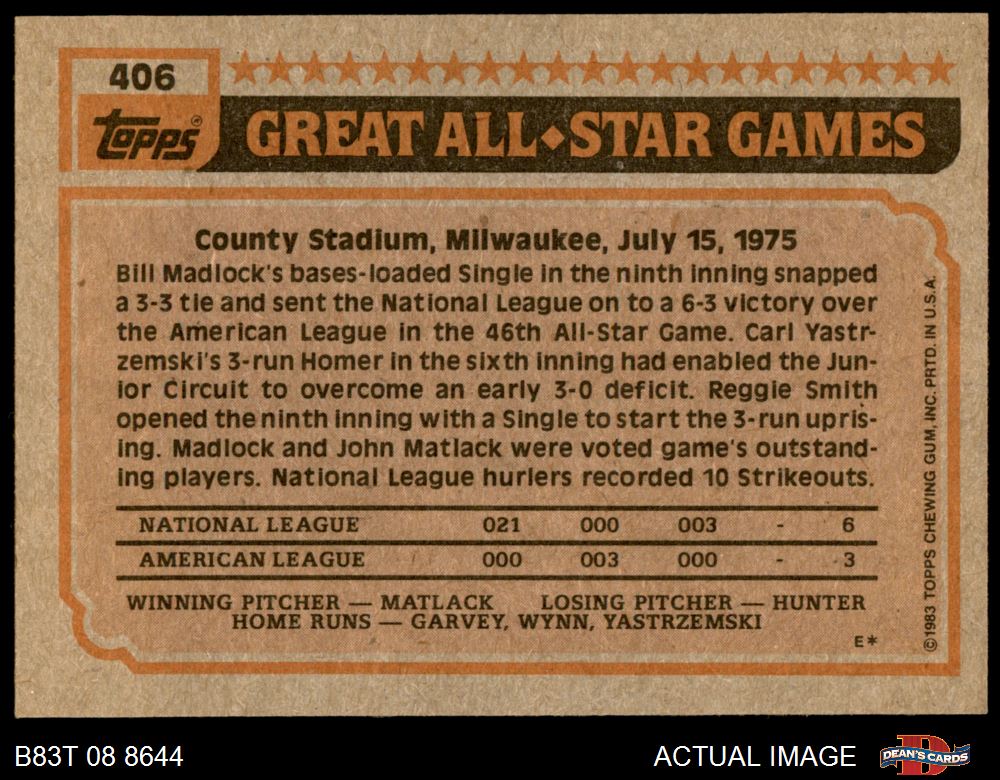 406
Topps®
GREAT ALL◆STAR GAMES
County Stadium, Milwaukee, July 15, 1975
Bill Madlock's bases-loaded Single in the ninth inning snapped
a 3-3 tie and sent the National League on to a 6-3 victory over
the American League in the 46th All-Star Game. Carl Yastr-
zemski's 3-run Homer in the sixth inning had enabled the Jun-
ior Circuit to overcome an early 3-0 deficit. Reggie Smith
opened the ninth inning with a Single to start the 3-run upris-
ing. Madlock and John Matlack were voted game's outstand-
ing players. National League hurlers recorded 10 Strikeouts.
NATIONAL LEAGUE 021 000 003 - 6
AMERICAN LEAGUE 000 003 000 - 3
WINNING PITCHER — MATLACK LOSING PITCHER — HUNTER
HOME RUNS — GARVEY, WYNN, YASTRZEMSKI
E*
©1983 TOPPS CHEWING GUM, INC. PRTD. IN U.S.A.
B83T 08 8644
ACTUAL IMAGE
DEAN'S CARDS